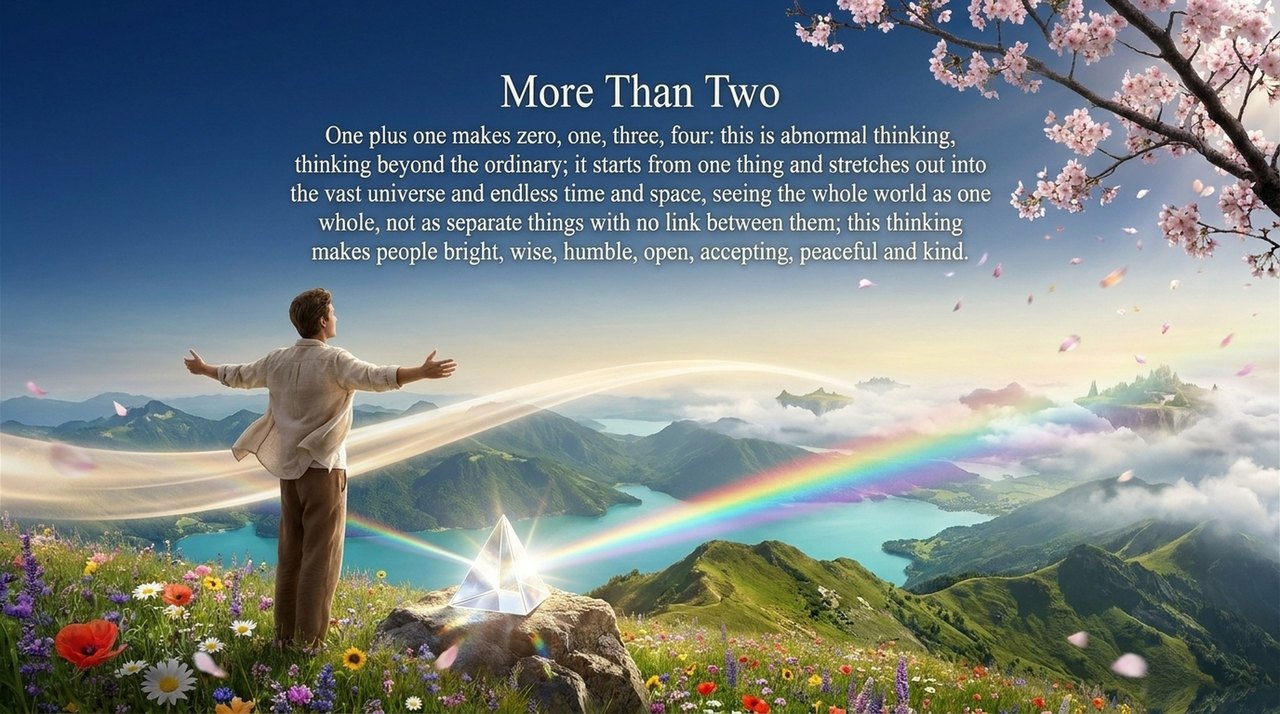 More Than Two
One plus one makes zero, one, three, four: this is abnormal thinking,
thinking beyond the ordinary; it starts from one thing and stretches out into
the vast universe and endless time and space, seeing the whole world as one
whole, not as separate things with no link between them; this thinking
makes people bright, wise, humble, open, accepting, peaceful and kind.